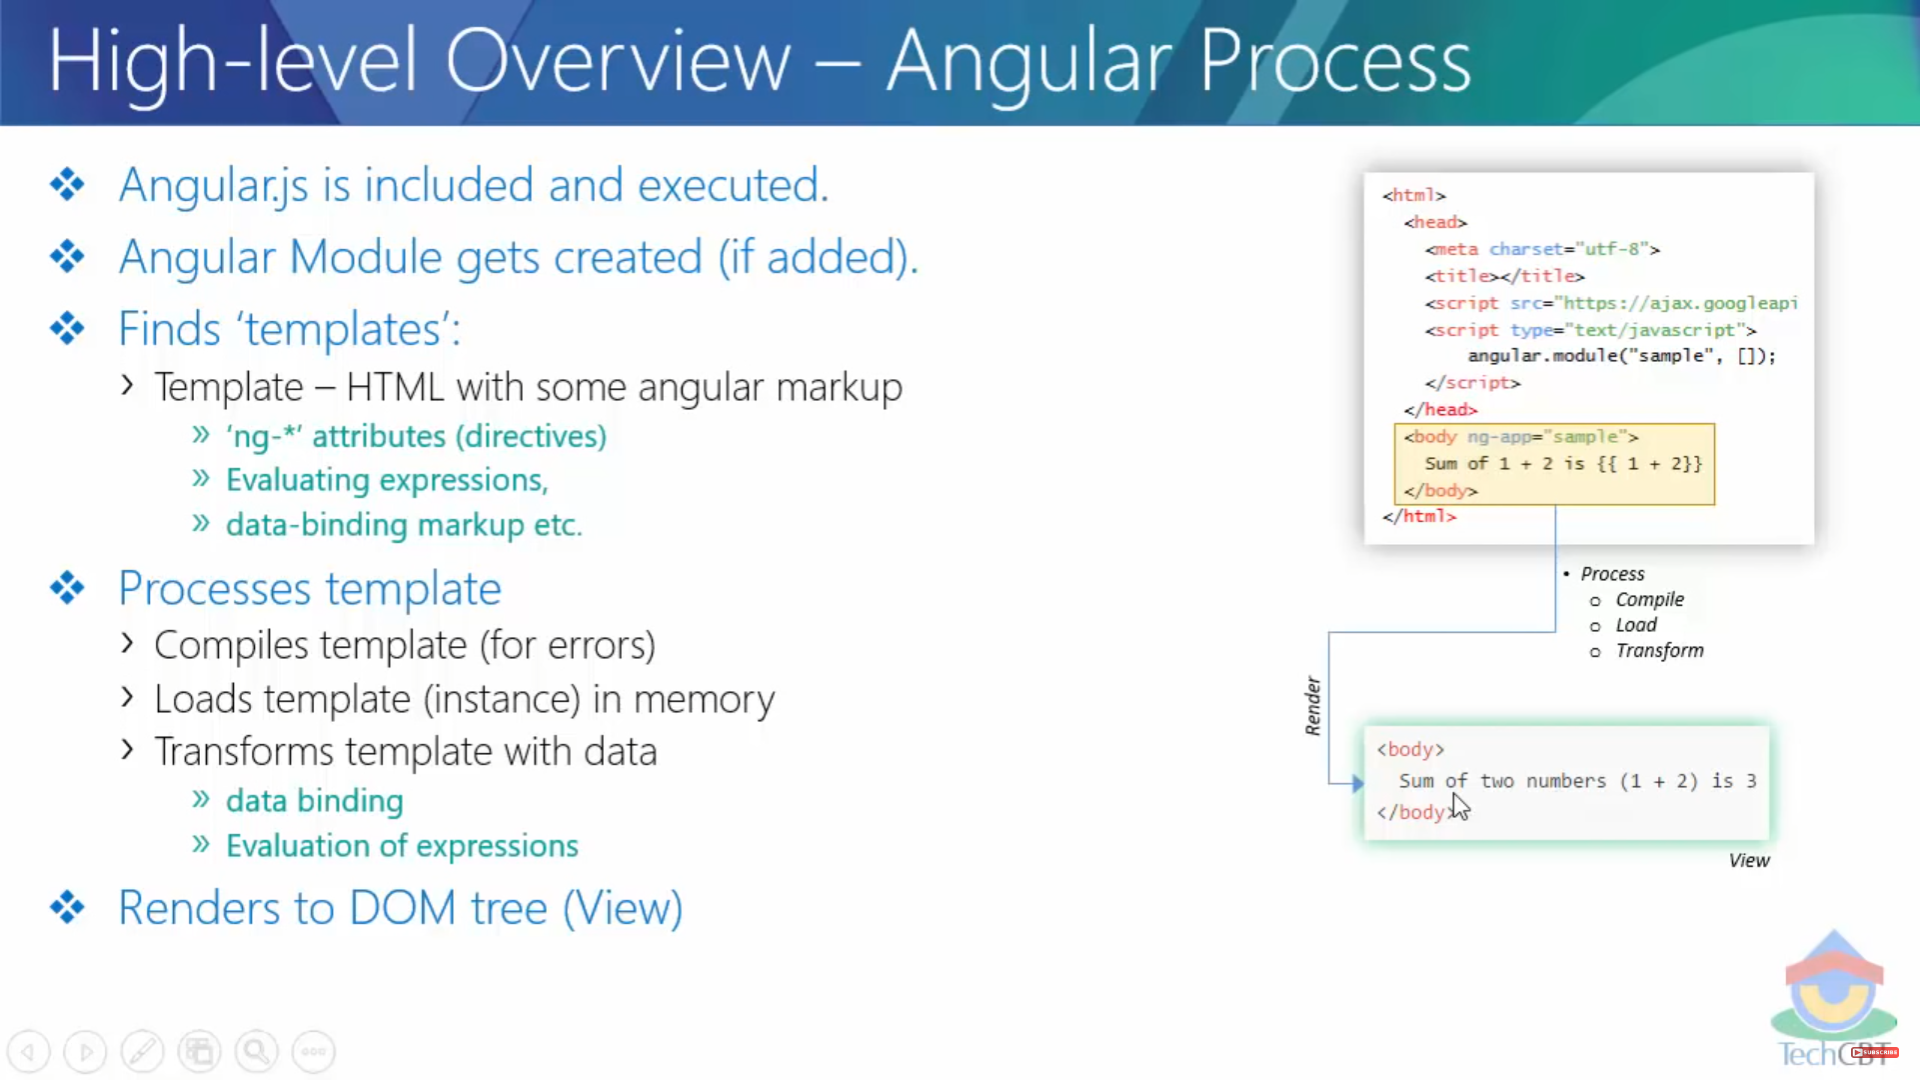 High-level Overview – Angular Process
Angular.js is included and executed.
Angular Module gets created (if added).
Finds ‘templates’:
Template – HTML with some angular markup
‘ng-*’ attributes (directives)
Evaluating expressions,
data-binding markup etc.
Processes template
Compiles template (for errors)
Loads template (instance) in memory
Transforms template with data
data binding
Evaluation of expressions
Renders to DOM tree (View)
<html>
<head>
<meta charset="utf-8">
<title></title>
<script src="https://ajax.googleapi
<script type="text/javascript">
angular.module("sample", []);
</script>
</head>
<body ng-app="sample">
Sum of 1 + 2 is {{ 1 + 2}}
</body>
</html>
• Process
o Compile
o Load
o Transform
Render
<body>
Sum of two numbers (1 + 2) is 3
</body>
View
TechCBT
SUBSCRIBE